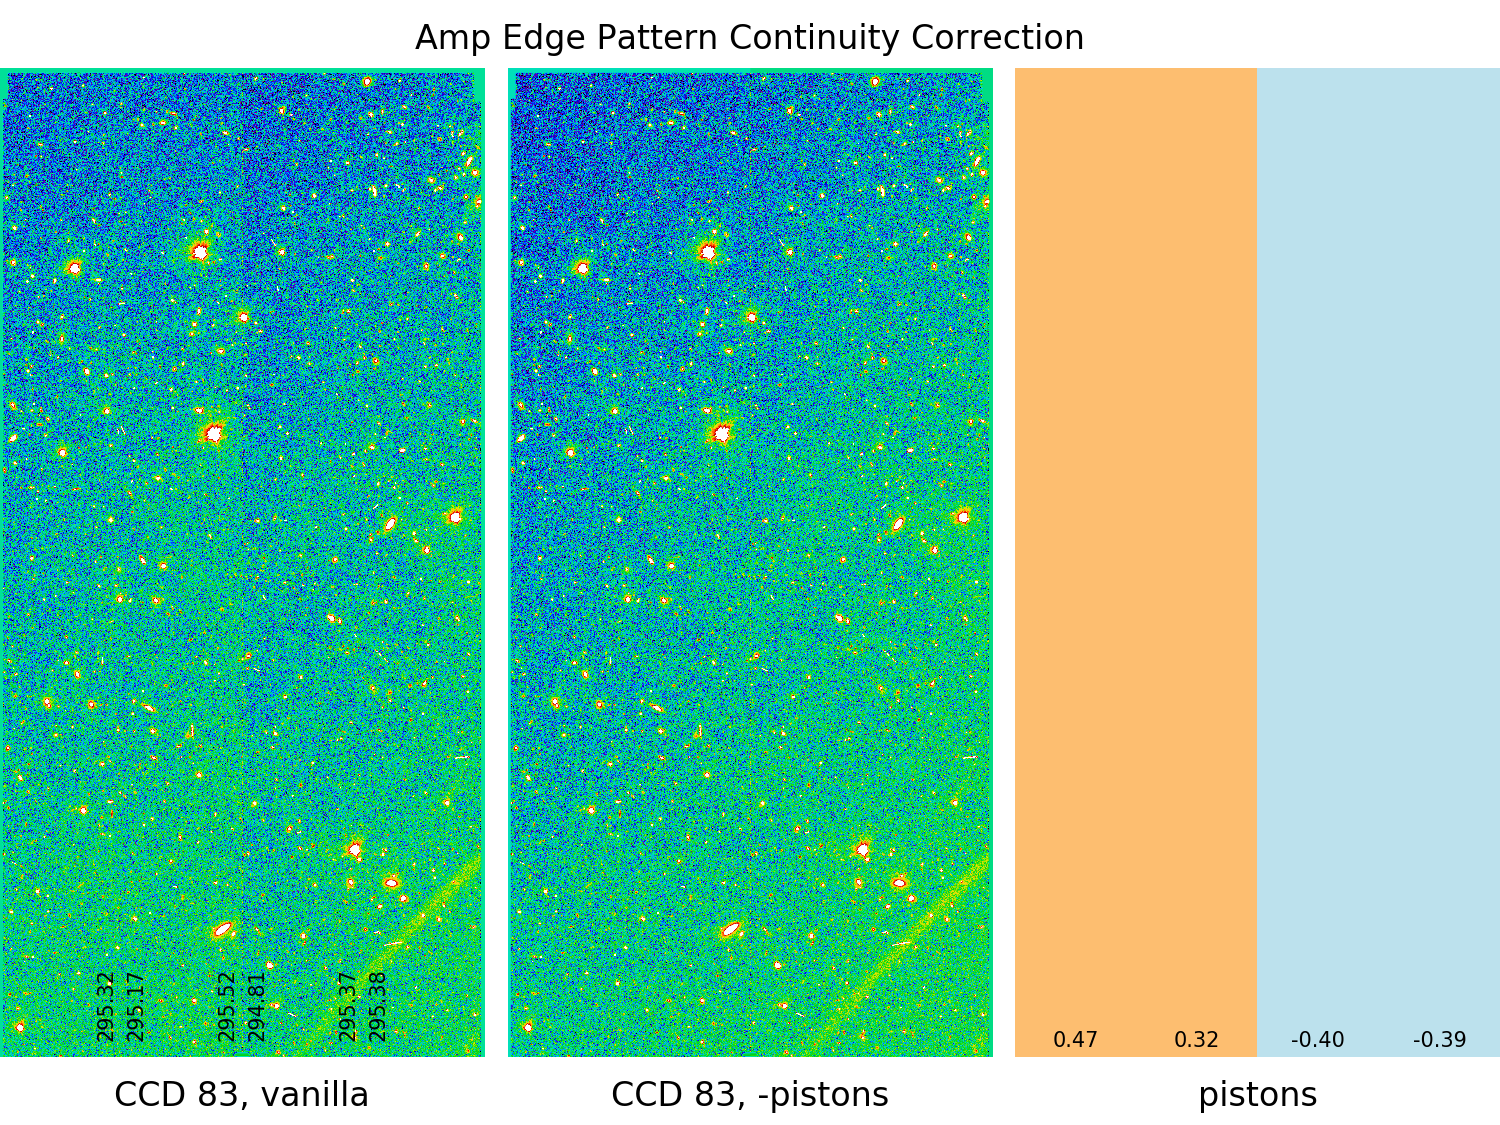 Amp Edge Pattern Continuity Correction
295.32
295.17
295.52
294.81
295.37
295.38
0.47 0.32 -0.40 -0.39
CCD 83, vanilla
CCD 83, -pistons
pistons